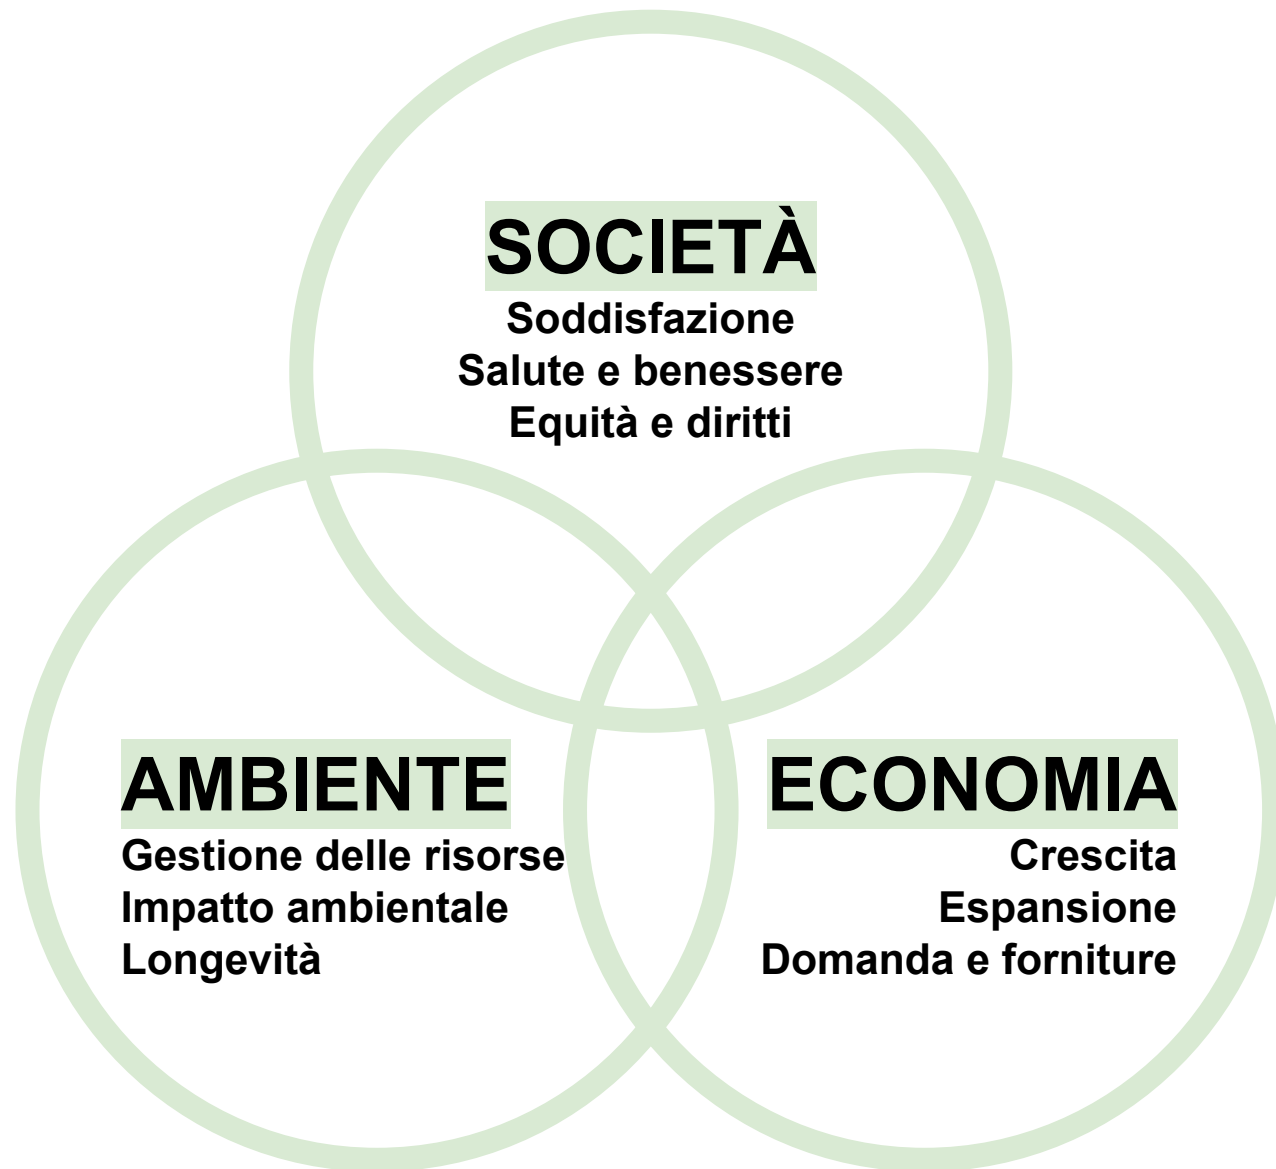 SOCIETÀ
Soddisfazione
Salute e benessere
Equità e diritti
AMBIENTE
Gestione delle risorse
Impatto ambientale
Longevità
ECONOMIA
Crescita
Espansione
Domanda e forniture